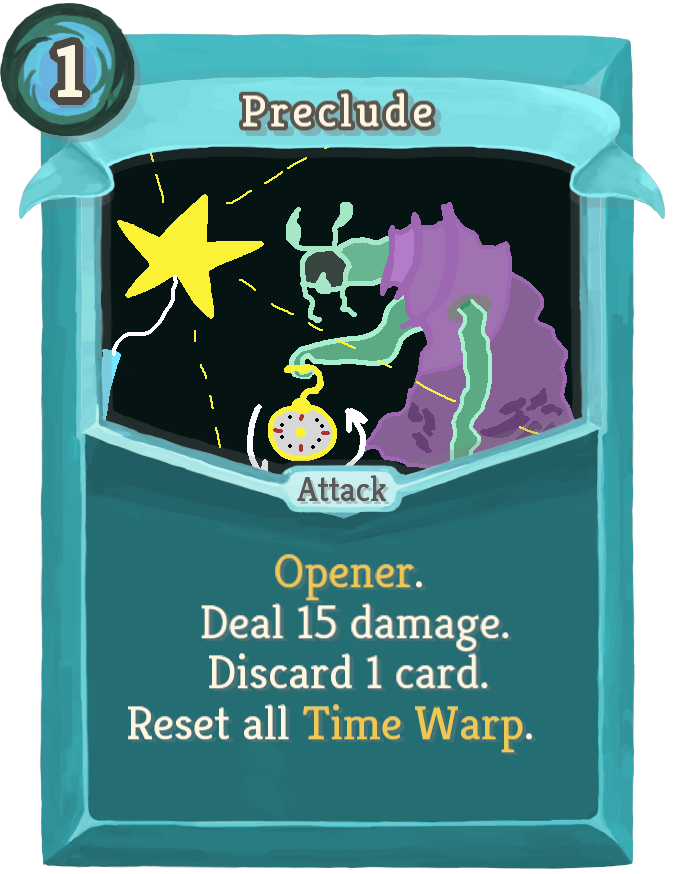 1
Preclude
Attack
Opener.
Deal 15 damage.
Discard 1 card.
Reset all Time Warp.